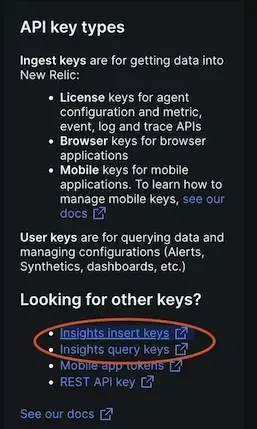 API key types
Ingest keys are for getting data into
New Relic:
• License keys for agent
configuration and metric,
event, log and trace APIs
• Browser keys for browser
applications
• Mobile keys for mobile
applications. To learn how to
manage mobile keys, see our
docs
User keys are for querying data and
managing configurations (Alerts,
Synthetics, dashboards, etc.)
Looking for other keys?
• Insights insert keys
• Insights query keys
• Mobile app tokens
• REST API key
See our docs